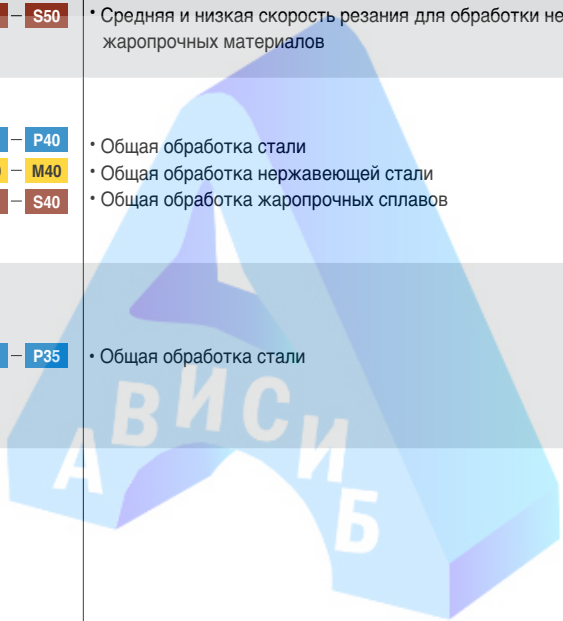 – S50 • Средняя и низкая скорость резания для обработки не
жаропрочных материалов
– P40 • Общая обработка стали
– M40 • Общая обработка нержавеющей стали
– S40 • Общая обработка жаропрочных сплавов
– P35 • Общая обработка стали
АВИСИБ